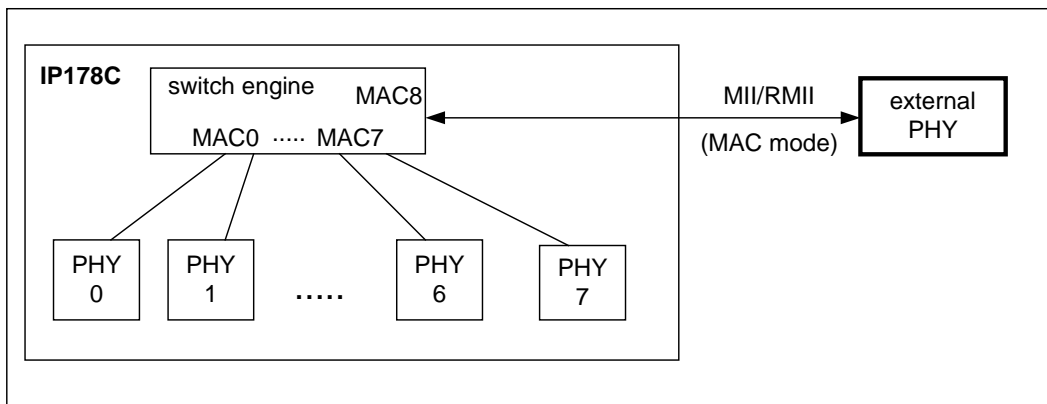 IP178C
switch engine
MAC8
MAC0 ..... MAC7
MII/RMII
(MAC mode)
external
PHY
PHY
0
PHY
1
.....
PHY
6
PHY
7